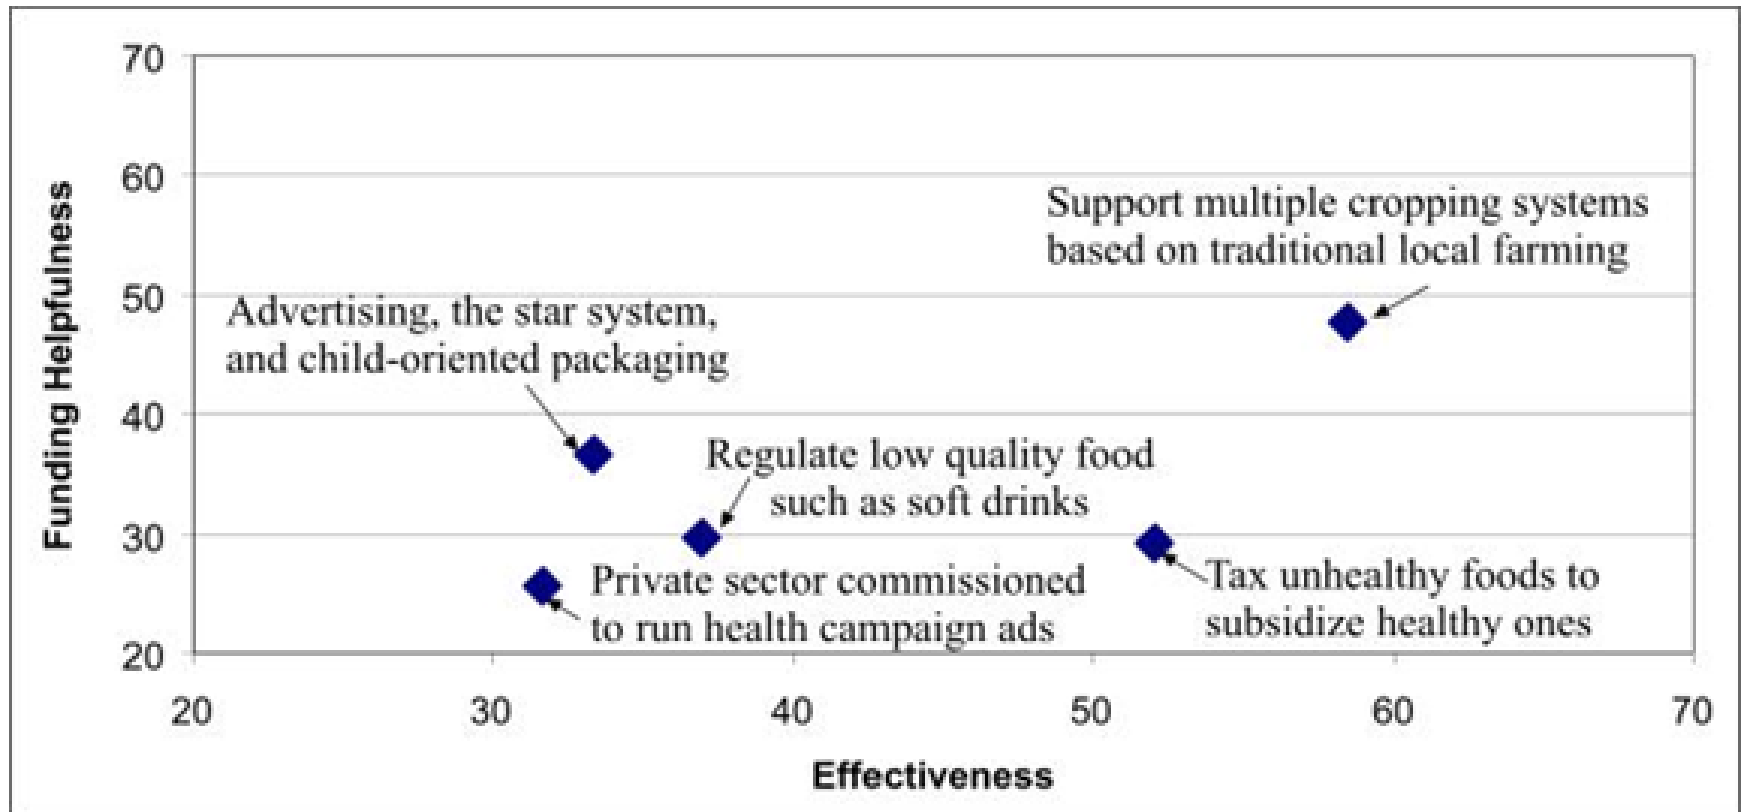 70
60
Support multiple cropping systems
based on traditional local farming
50
Advertising, the star system,
and child-oriented packaging
40
Regulate low quality food
such as soft drinks
30
Private sector commissioned
to run health campaign ads
Tax unhealthy foods to
subsidize healthy ones
20
Funding Helpfulness
20 30 40 50 60 70
Effectiveness